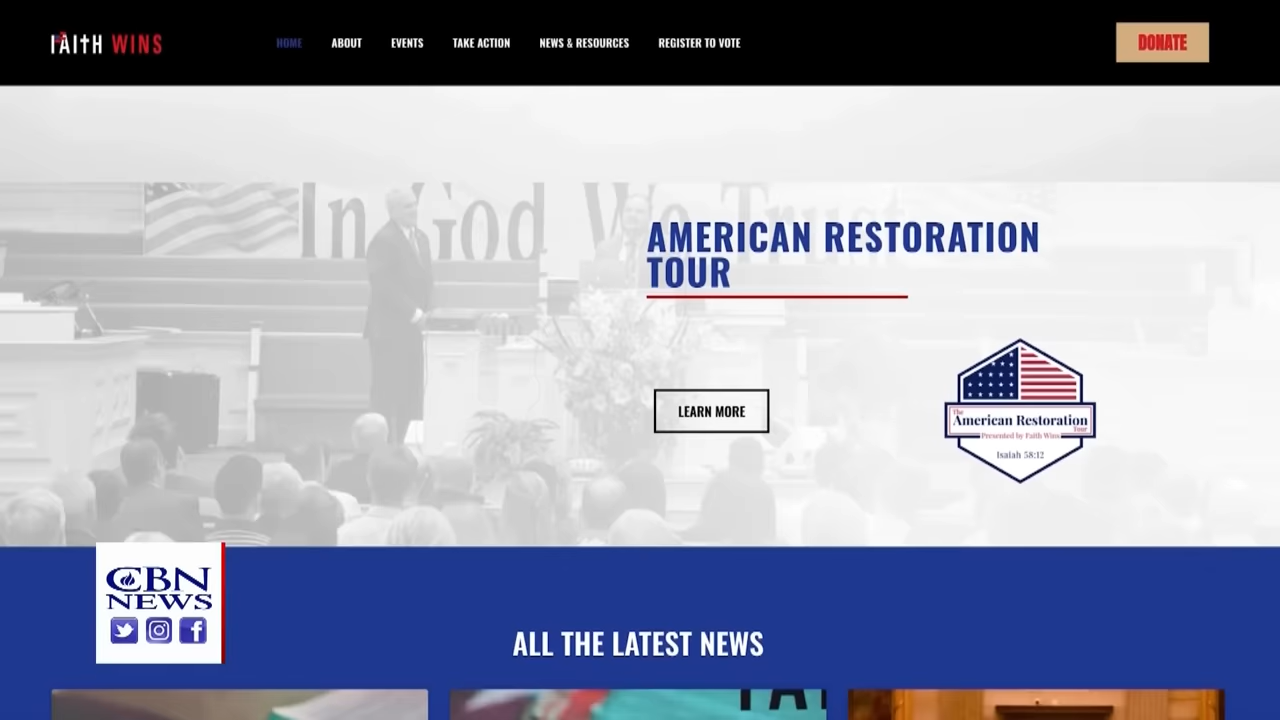 FAITH WINS
HOME
ABOUT
EVENTS
TAKE ACTION
NEWS & RESOURCES
REGISTER TO VOTE
DONATE
In God We Trust
AMERICAN RESTORATION
TOUR
LEARN MORE
The
American Restoration
Tour
Presented by Faith Wins
Isaiah 58:12
CBN
NEWS
ALL THE LATEST NEWS